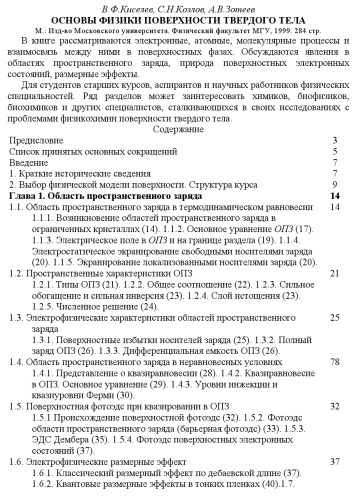 В.Ф.Киселев, С.Н.Козлов, А.В.Зотеев
ОСНОВЫ ФИЗИКИ ПОВЕРХНОСТИ ТВЕРДОГО ТЕЛА
М.: Изд-во Московского университета. Физический факультет МГУ, 1999. 284 стр.
В книге рассматриваются электронные, атомные, молекулярные процессы и
взаимосвязь между ними в поверхностных фазах. Обсуждаются явления в
областях пространственного заряда, природа поверхностных электронных
состояний, размерные эффекты.
Для студентов старших курсов, аспирантов и научных работников физических
специальностей. Ряд разделов может заинтересовать химиков, биофизиков,
биохимиков и других специалистов, сталкивающихся в своих исследованиях с
проблемами физикохимии поверхности твердого тела.
Содержание
Предисловие 3
Список принятых основных сокращений 5
Введение 7
1. Краткие исторические сведения 7
2. Выбор физической модели поверхности. Структура курса 9
Глава 1. Область пространственного заряда 14
1.1. Область пространственного заряда в термодинамическом равновесии 14
1.1.1. Возникновение областей пространственного заряда в
ограниченных кристаллах (14). 1.1.2. Основное уравнение ОПЗ (17).
1.1.3. Электрическое поле в ОПЗ и на границе раздела (19). 1.1.4.
Электростатическое экранирование свободными носителями заряда
(20). 1.1.5. Экранирование локализованными носителями заряда (20).
1.2. Пространственные характеристики ОПЗ 21
1.2.1. Типы ОПЗ (21). 1.2.2. Общее соотношение (22). 1.2.3. Сильное
обогащение и сильная инверсия (23). 1.2.4. Слой истощения (23).
1.2.5. Численное решение (24).
1.3. Электрофизические характеристики областей пространственного 25
заряда
1.3.1. Поверхностные избытки носителей заряда (25). 1.3.2. Полный
заряд ОПЗ (26). 1.3.3. Дифференциальная емкость ОПЗ (26).
1.4. Область пространственного заряда в неравновесных условиях 78
1.4.1. Представление о квазиравновесии (28). 1.4.2. Квазиравновесие
в ОПЗ. Основное уравнение (29). 1.4.3. Уровни инжекции и
квазиуровни Ферми (30).
1.5. Поверхностная фотоэдс при квазировании в ОПЗ 32
1.5.1 Происхождение поверхностной фотоэдс (32). 1.5.2. Фотоэдс
области пространственного заряда (барьерная фотоэдс) (33). 1.5.3.
ЭДС Дембера (35). 1.5.4. Фотоэдс поверхностных электронных
состояний (37).
1.6. Электрофизические размерные эффект 37
1.6.1. Классический размерный эффект по дебаевской длине (37).
1.6.2. Квантовые размерные эффекты в тонких пленках (40).1.7.